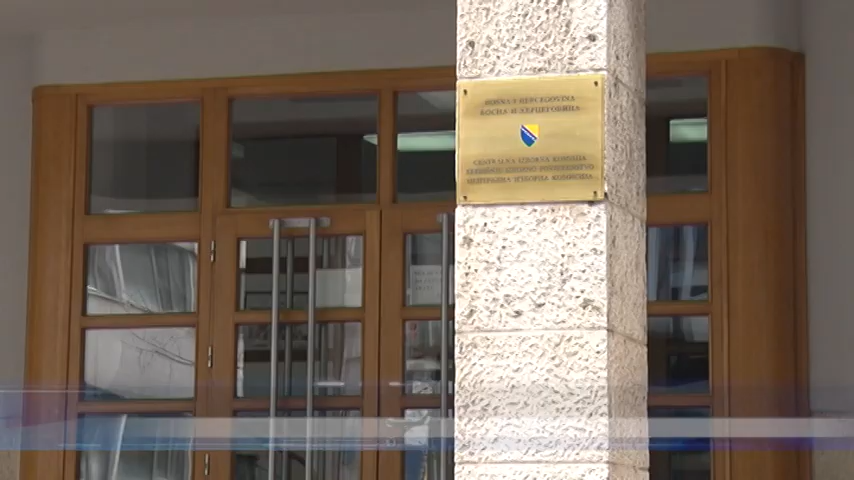 BOSNA I HERCEGOVINA
БОСНА И ХЕРЦЕГОВИНА
CENTRALNA IZBORNA KOMISIJA
SREDIŠNJE IZBORNO POVJERENSTVO
ЦЕНТРАЛНА ИЗБОРНА КОМИСИЈА